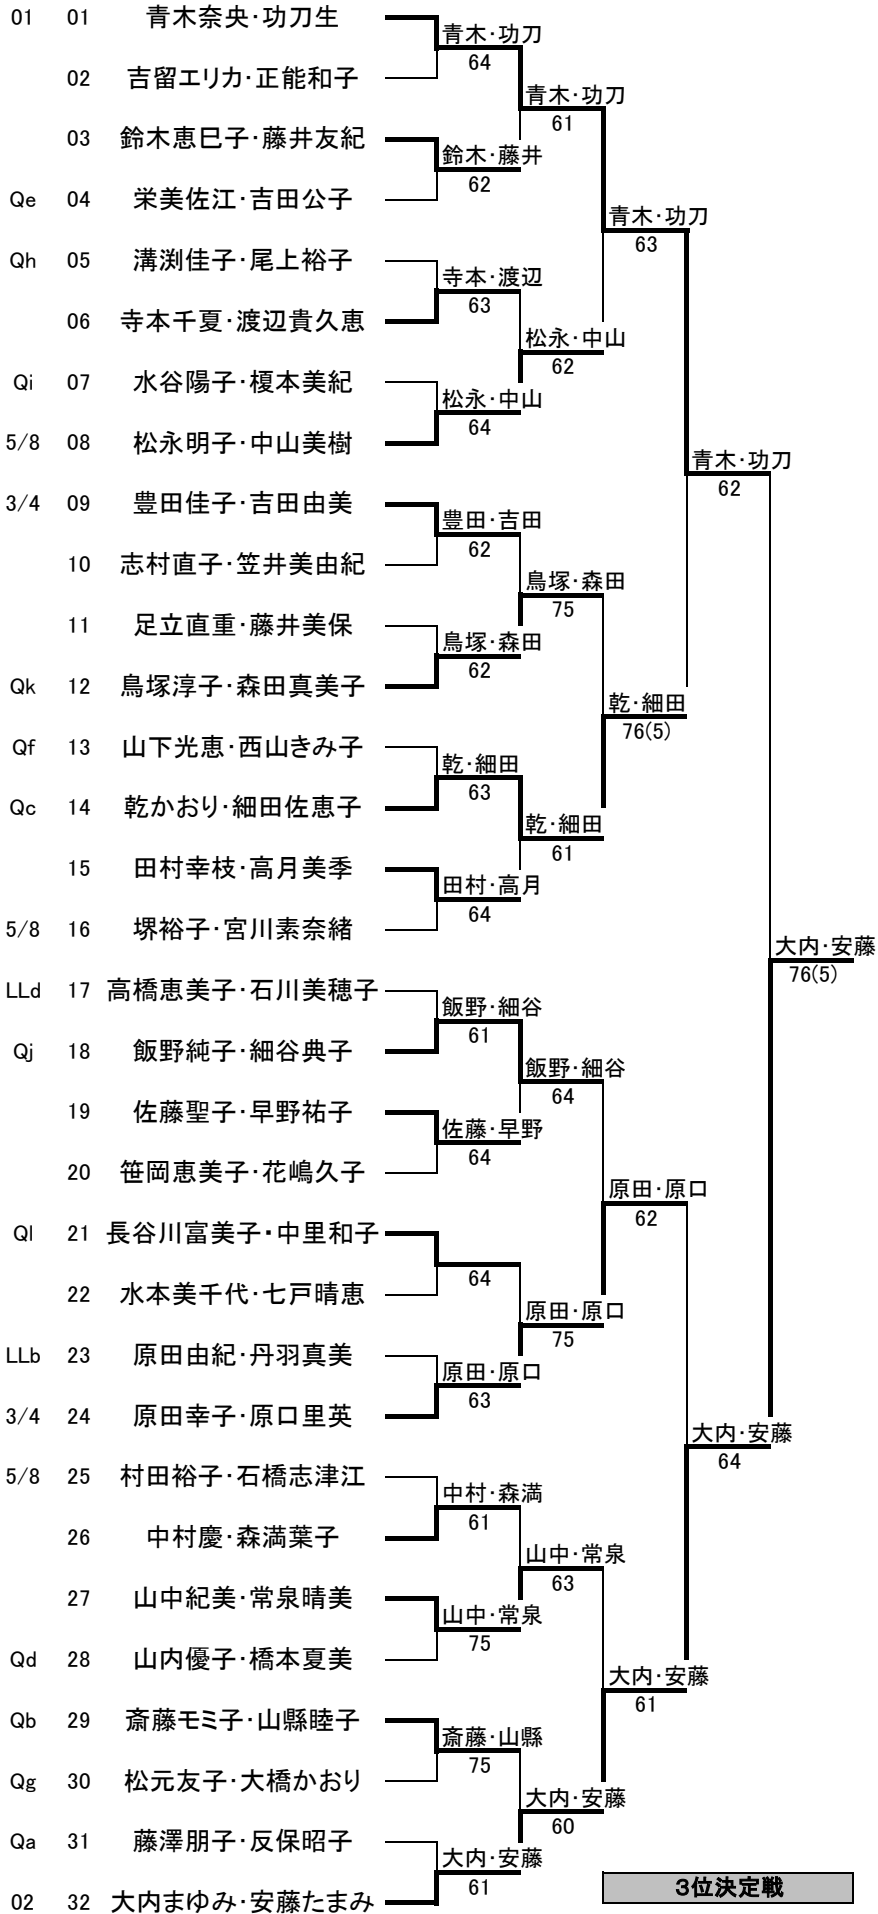 01 01 青木奈央・功刀生
青木・功刀
64
02 吉留エリカ・正能和子
青木・功刀
61
03 鈴木恵巳子・藤井友紀
鈴木・藤井
62
Qe 04 栄美佐江・吉田公子
青木・功刀
63
Qh 05 溝渕佳子・尾上裕子
寺本・渡辺
63
06 寺本千夏・渡辺貴久恵
松永・中山
62
Qi 07 水谷陽子・榎本美紀
松永・中山
64
5/8 08 松永明子・中山美樹
青木・功刀
62
3/4 09 豊田佳子・吉田由美
豊田・吉田
62
10 志村直子・笠井美由紀
鳥塚・森田
75
11 足立直重・藤井美保
鳥塚・森田
62
Qk 12 鳥塚淳子・森田真美子
乾・細田
76(5)
Qf 13 山下光恵・西山きみ子
乾・細田
63
Qc 14 乾かおり・細田佐恵子
乾・細田
61
15 田村幸枝・高月美季
田村・高月
64
5/8 16 堺裕子・宮川素奈緒
大内・安藤
76(5)
LLd 17 高橋恵美子・石川美穂子
飯野・細谷
61
Qj 18 飯野純子・細谷典子
飯野・細谷
64
19 佐藤聖子・早野祐子
佐藤・早野
64
20 笹岡恵美子・花嶋久子
原田・原口
62
Ql 21 長谷川富美子・中里和子
64
22 水本美千代・七戸晴恵
原田・原口
75
LLb 23 原田由紀・丹羽真美
原田・原口
63
3/4 24 原田幸子・原口里英
大内・安藤
64
5/8 25 村田裕子・石橋志津江
中村・森満
61
26 中村慶・森満葉子
山中・常泉
63
27 山中紀美・常泉晴美
山中・常泉
75
Qd 28 山内優子・橋本夏美
大内・安藤
61
Qb 29 斎藤モミ子・山縣睦子
斎藤・山縣
75
Qg 30 松元友子・大橋かおり
大内・安藤
60
Qa 31 藤澤朋子・反保昭子
大内・安藤
61
02 32 大内まゆみ・安藤たまみ
3位決定戦